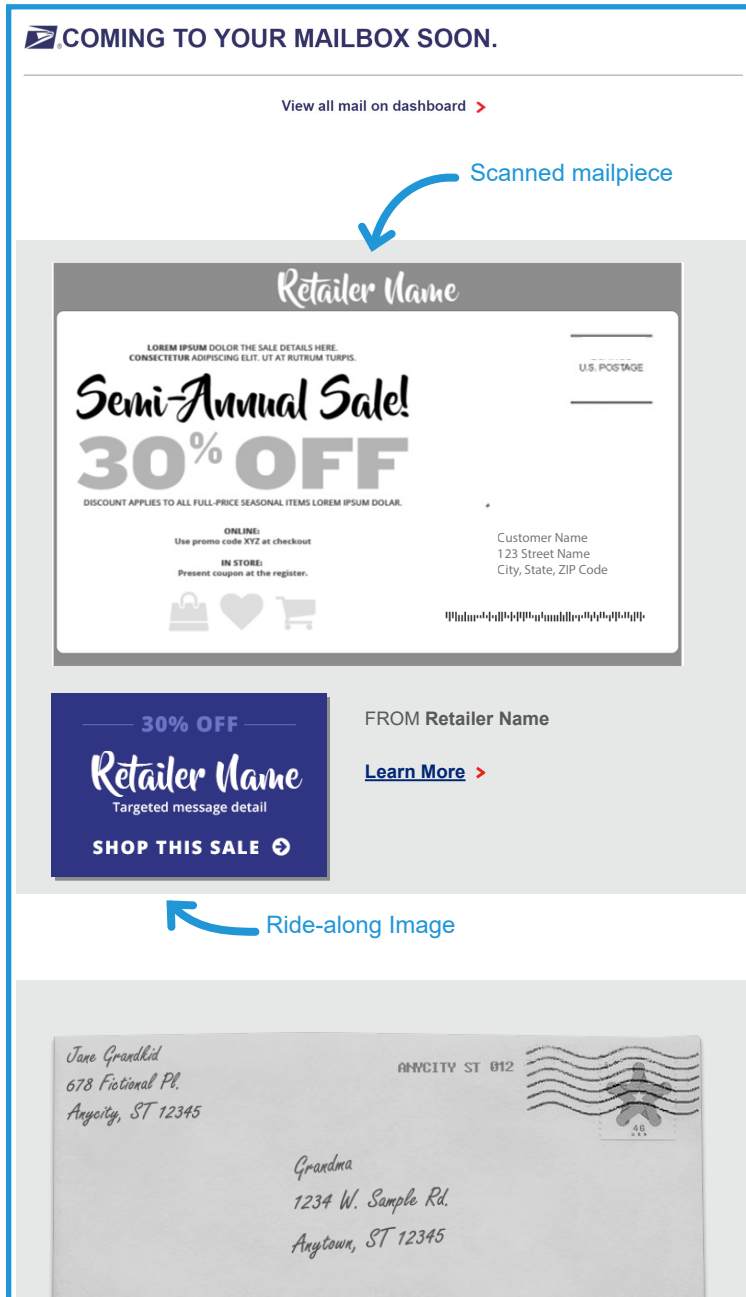 COMING TO YOUR MAILBOX SOON.
View all mail on dashboard
Scanned mailpiece
Retailer Name
LOREM IPSUM DOLOR THE SALE DETAILS HERE.
CONSECTETUR ADIPISCING ELIT. UT AT RUTRUM TURPIS.
U.S. POSTAGE
Semi-Annual Sale!
30% OFF
DISCOUNT APPLIES TO ALL FULL-PRICE SEASONAL ITEMS LOREM IPSUM DOLAR.
ONLINE:
Use promo code XYZ at checkout
IN STORE:
Present coupon at the register.
Customer Name
123 Street Name
City, State, ZIP Code
30% OFF
Retailer Name
Targeted message detail
SHOP THIS SALE
FROM Retailer Name
Learn More
Ride-along Image
Jane Grandkid
678 Fictional Pl.
Anycity, ST 12345
ANYCITY ST 012
46
USA
Grandma
1234 W. Sample Rd.
Anytown, ST 12345